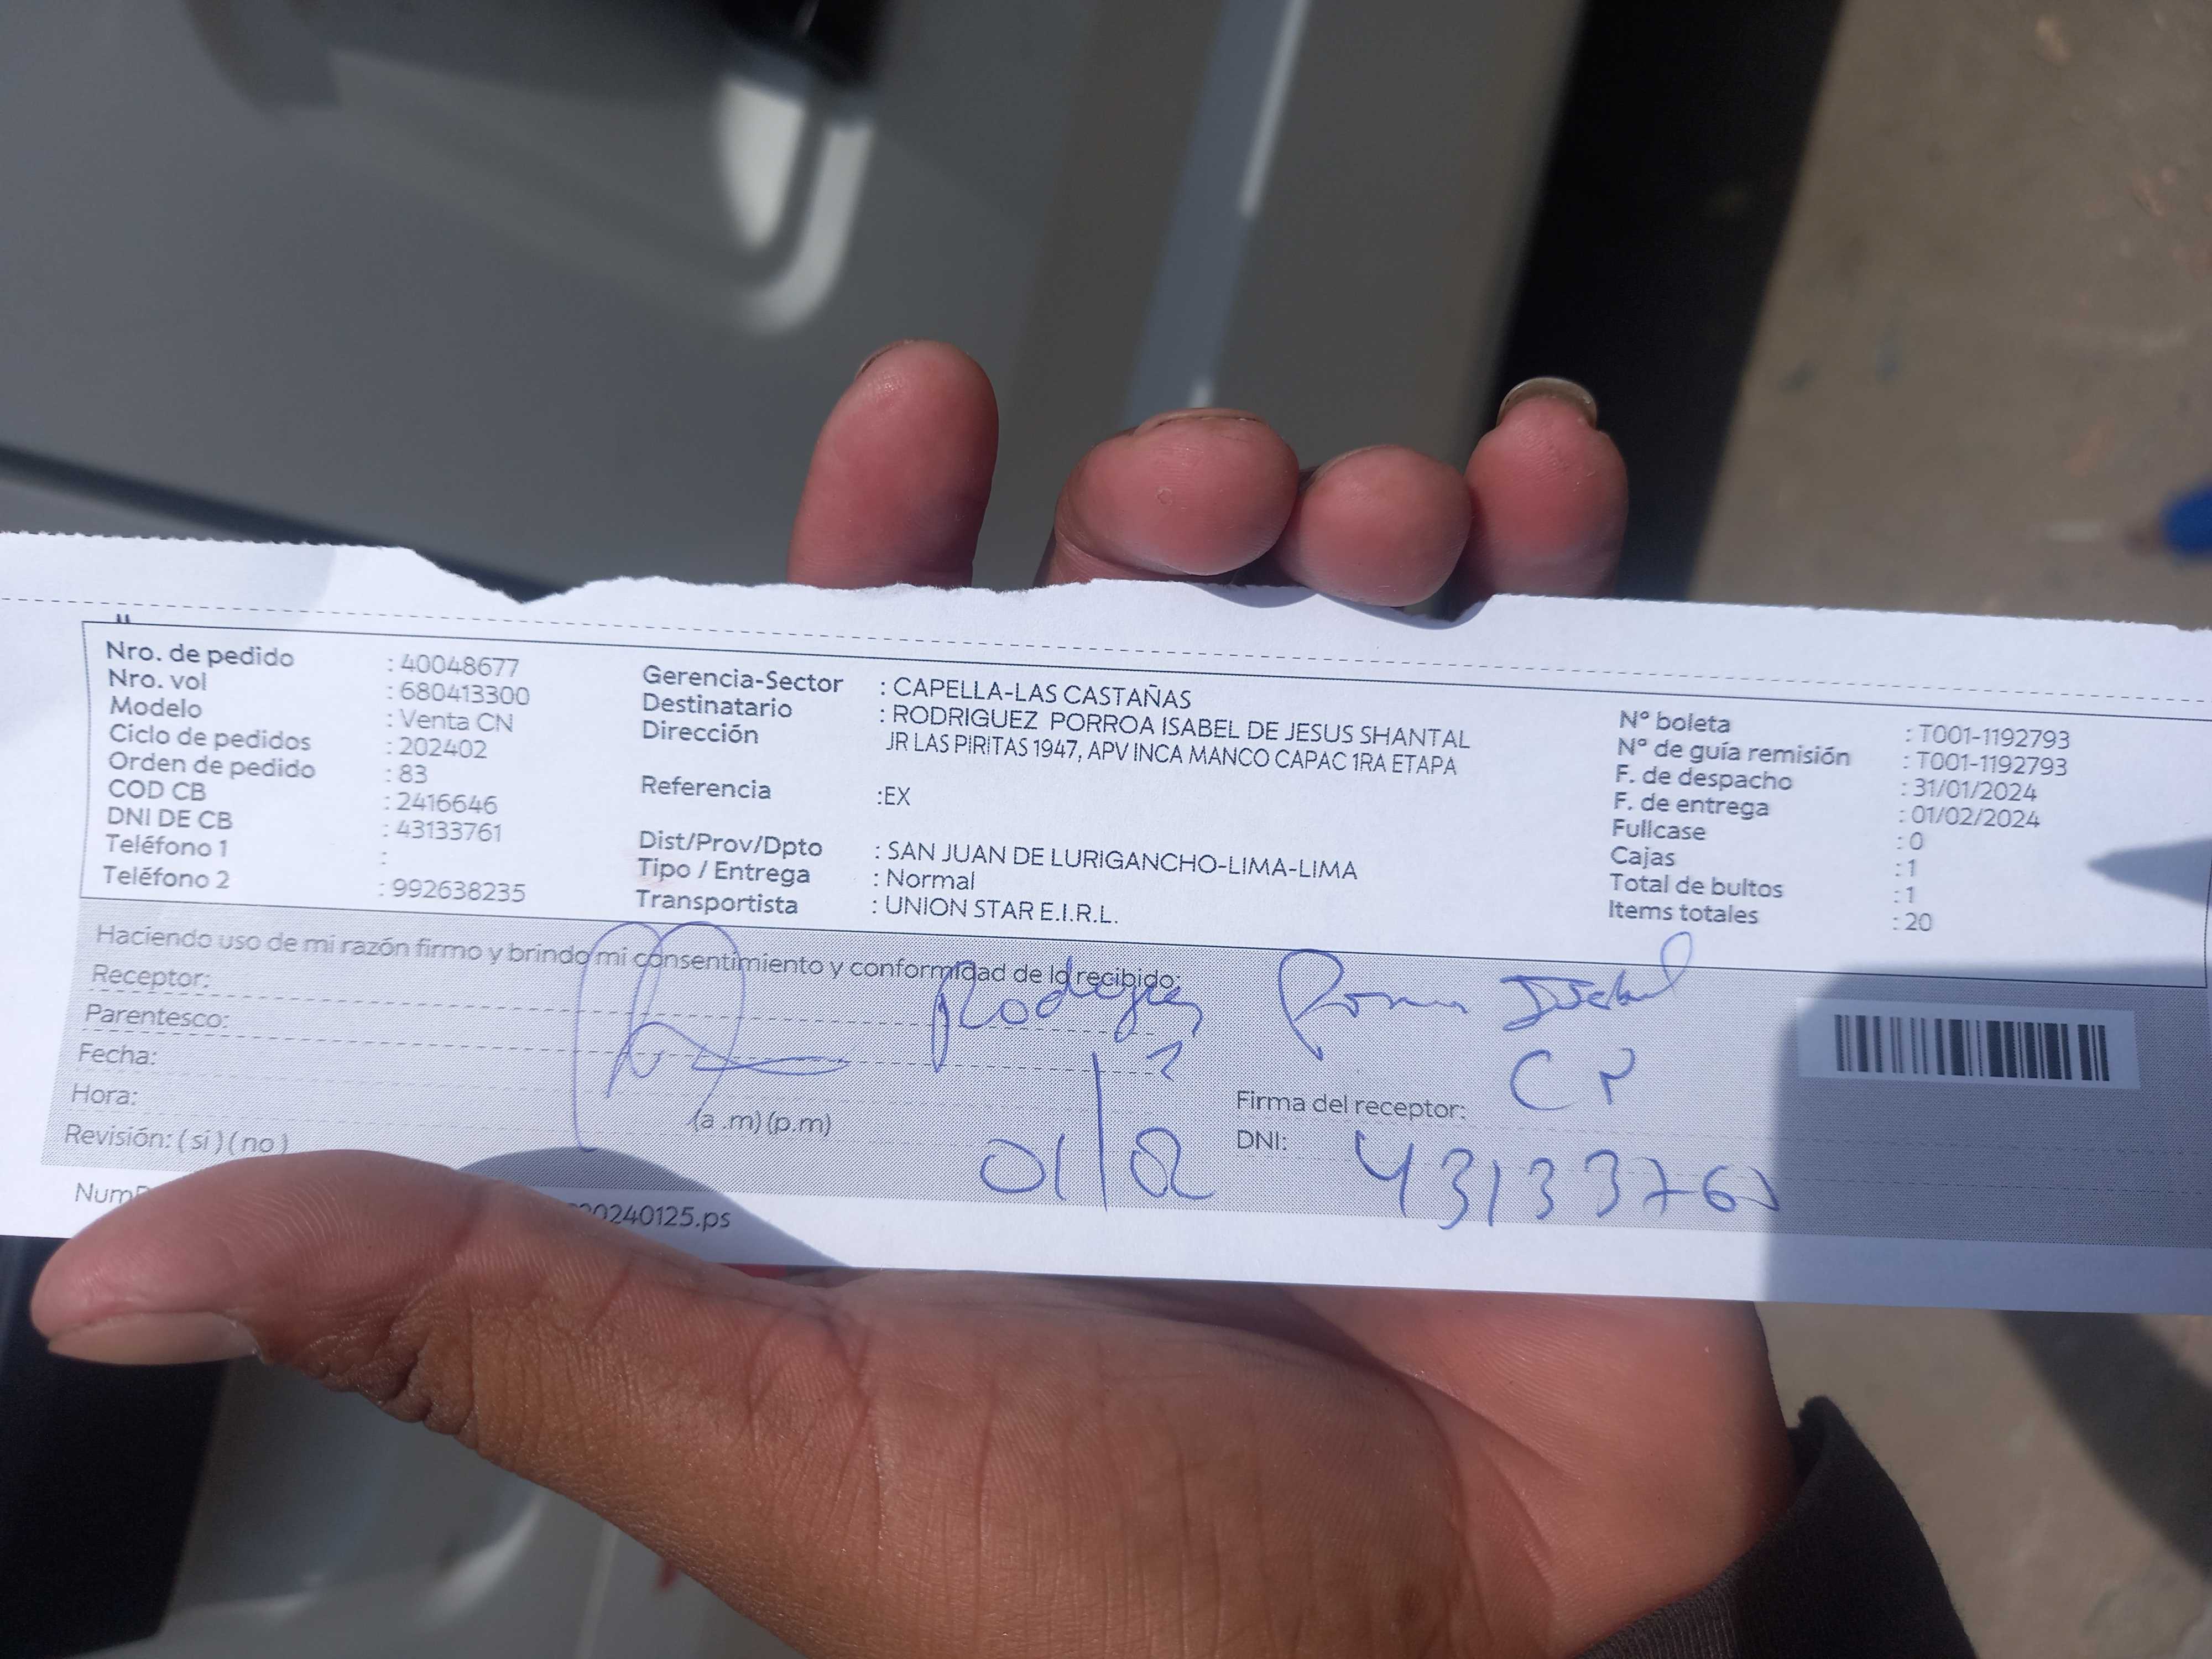 Nro. de pedido : 40048677
Nro. vol : 680413300
Modelo : Venta CN
Ciclo de pedidos : 202402
Orden de pedido : 83
COD CB : 2416646
DNI DE CB : 43133761
Teléfono 1 :
Teléfono 2 : 992638235
Gerencia-Sector : CAPELLA-LAS CASTAÑAS
Destinatario : RODRIGUEZ PORROA ISABEL DE JESUS SHANTAL
Dirección JR LAS PIRITAS 1947, APV INCA MANCO CAPAC 1RA ETAPA
Referencia :EX
Dist/Prov/Dpto : SAN JUAN DE LURIGANCHO-LIMA-LIMA
Tipo / Entrega : Normal
Transportista : UNION STAR E.I.R.L.
N° boleta : T001-1192793
N° de guía remisión : T001-1192793
F. de despacho : 31/01/2024
F. de entrega : 01/02/2024
Fullcase : 0
Cajas : 1
Total de bultos : 1
Items totales : 20
Haciendo uso de mi razón firmo y brindo mi consentimiento y conformidad de lo recibido:
Receptor:
Parentesco:
Fecha:
Hora: (a .m) (p.m)
Revisión: ( si ) ( no )
Isabel
Firma del receptor:
DNI: 43133761
01/02
20240125.ps